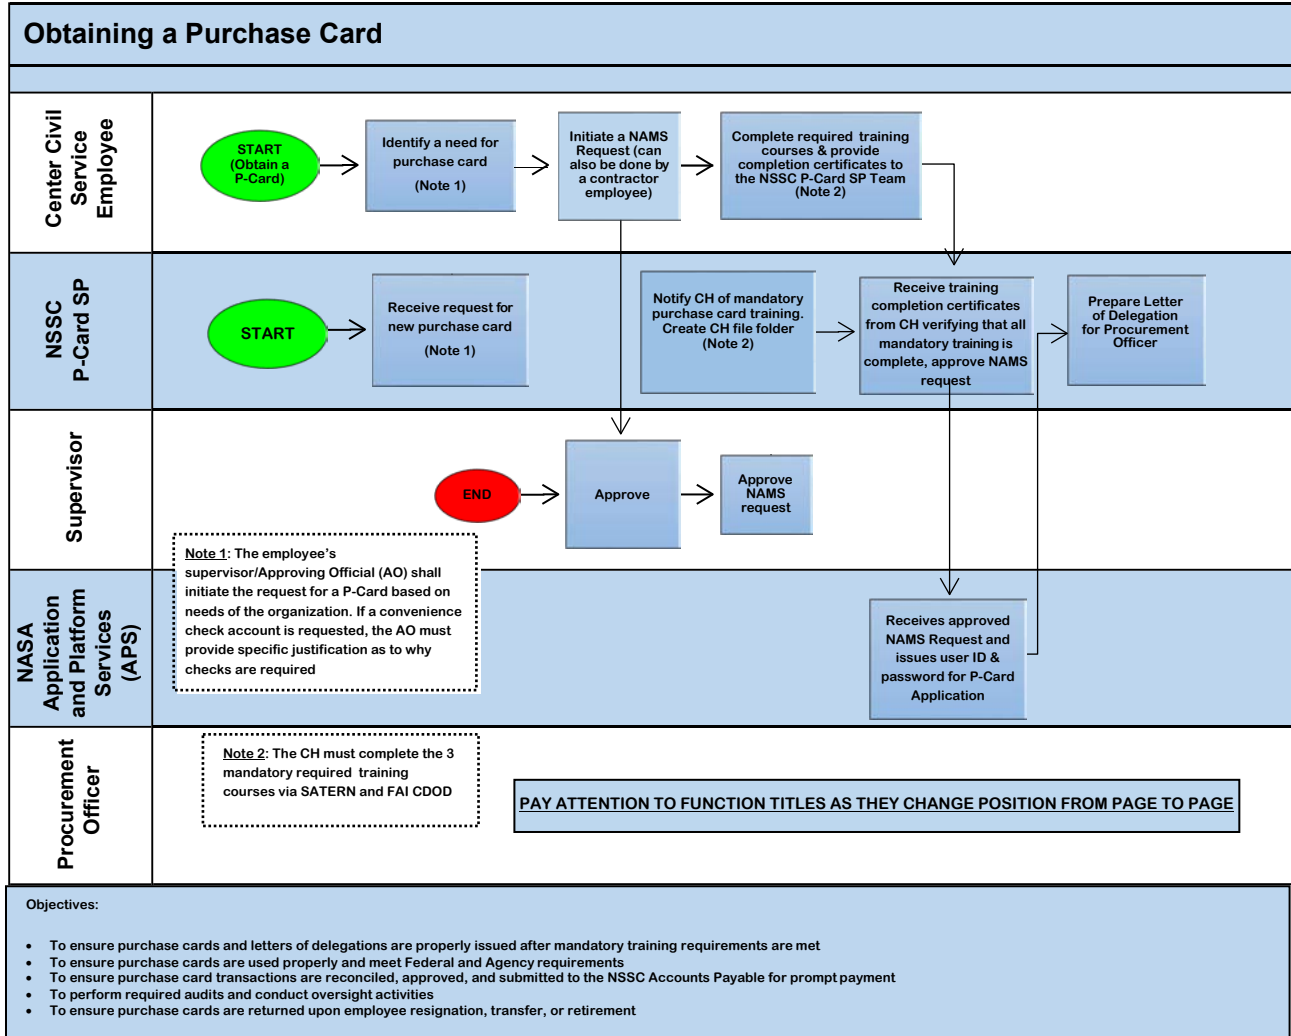 Obtaining a Purchase Card
Center Civil
Service
Employee
START
(Obtain a
P-Card)
Identify a need for
purchase card
(Note 1)
Initiate a NAMS
Request (can
also be done by
a contractor
employee)
Complete required training
courses & provide
completion certificates to
the NSSC P-Card SP Team
(Note 2)
NSSC
P-Card SP
START
Receive request for
new purchase card
(Note 1)
Notify CH of mandatory
purchase card training.
Create CH file folder
(Note 2)
Receive training
completion certificates
from CH verifying that all
mandatory training is
complete, approve NAMS
request
Prepare Letter
of Delegation
for Procurement
Officer
Supervisor
END
Approve
Approve
NAMS
request
Note 1: The employee's
supervisor/Approving Official (AO) shall
initiate the request for a P-Card based on
needs of the organization. If a convenience
check account is requested, the AO must
provide specific justification as to why
checks are required
NASA
Application
and Platform
Services
(APS)
Receives approved
NAMS Request and
issues user ID &
password for P-Card
Application
Procurement
Officer
Note 2: The CH must complete the 3
mandatory required training
courses via SATERN and FAI CDOD
PAY ATTENTION TO FUNCTION TITLES AS THEY CHANGE POSITION FROM PAGE TO PAGE
Objectives:
• To ensure purchase cards and letters of delegations are properly issued after mandatory training requirements are met
• To ensure purchase cards are used properly and meet Federal and Agency requirements
• To ensure purchase card transactions are reconciled, approved, and submitted to the NSSC Accounts Payable for prompt payment
• To perform required audits and conduct oversight activities
• To ensure purchase cards are returned upon employee resignation, transfer, or retirement